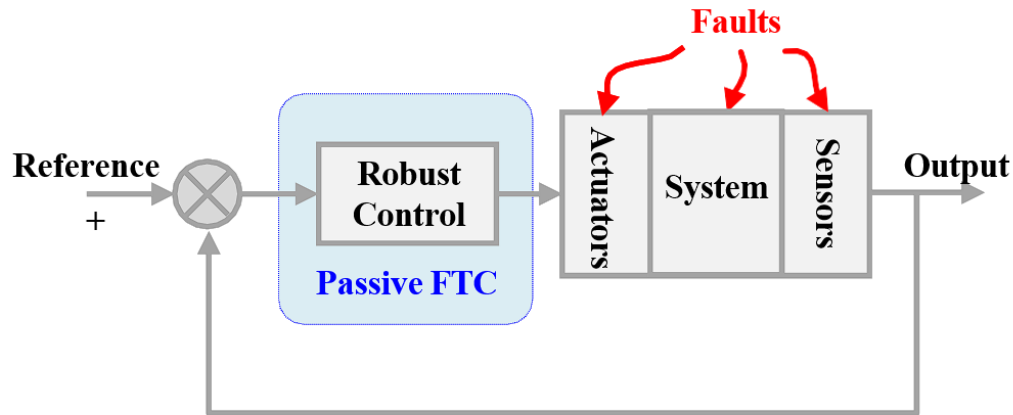 Faults
Reference
+
Robust
Control
Passive FTC
Actuators
System
Sensors
Output